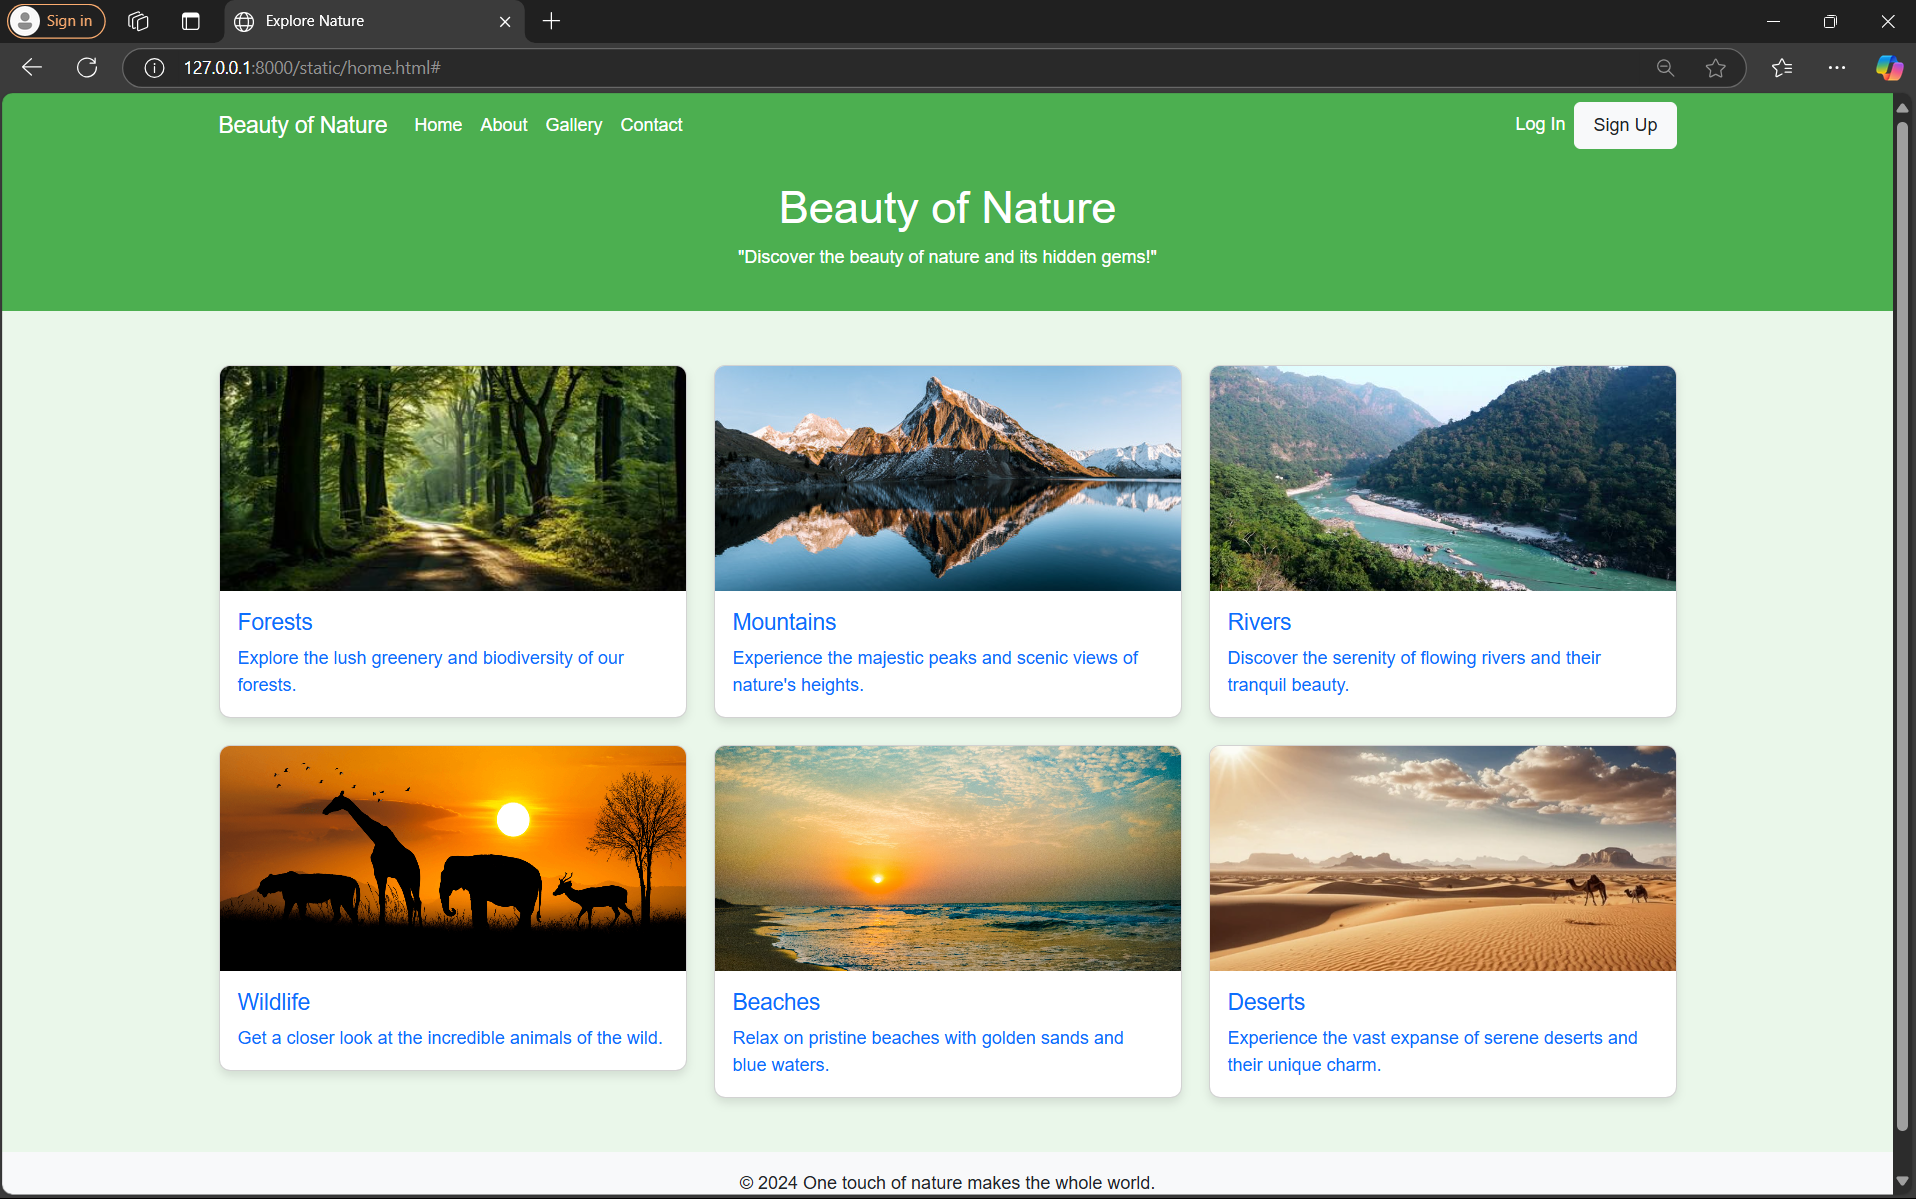 Sign in
Explore Nature
127.0.0.1:8000/static/home.html#
Beauty of Nature Home About Gallery Contact Log In Sign Up
Beauty of Nature
"Discover the beauty of nature and its hidden gems!"
Forests
Explore the lush greenery and biodiversity of our
forests.
Mountains
Experience the majestic peaks and scenic views of
nature's heights.
Rivers
Discover the serenity of flowing rivers and their
tranquil beauty.
Wildlife
Get a closer look at the incredible animals of the wild.
Beaches
Relax on pristine beaches with golden sands and
blue waters.
Deserts
Experience the vast expanse of serene deserts and
their unique charm.
© 2024 One touch of nature makes the whole world.